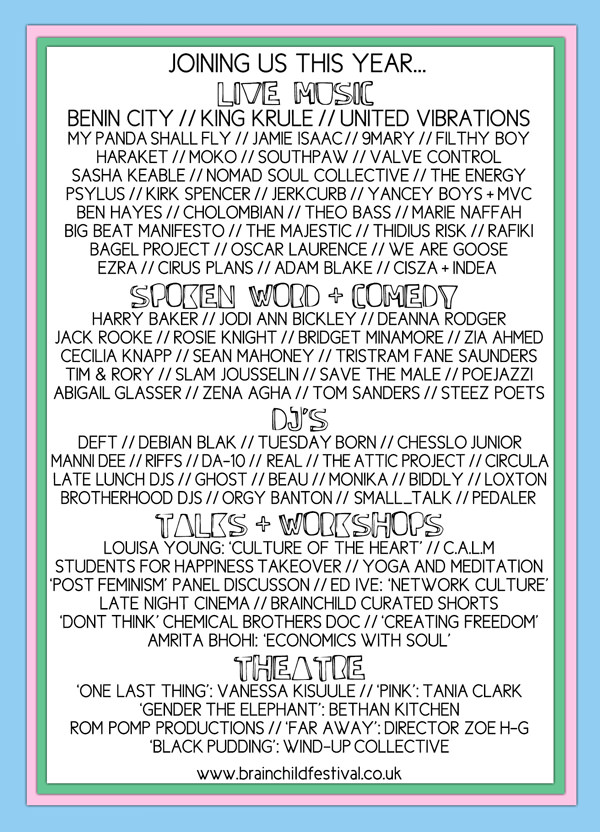 JOINING US THIS YEAR...
LIVE MUSIC
BENIN CITY // KING KRULE // UNITED VIBRATIONS
MY PANDA SHALL FLY // JAMIE ISAAC // 9MARY // FILTHY BOY
HARAKET // MOKO // SOUTHPAW // VALVE CONTROL
SASHA KEABLE // NOMAD SOUL COLLECTIVE // THE ENERGY
PSYLUS // KIRK SPENCER // JERKCURB // YANCEY BOYS + MVC
BEN HAYES // CHOLOMBIAN // THEO BASS // MARIE NAFFAH
BIG BEAT MANIFESTO // THE MAJESTIC // THIDIUS RISK // RAFIKI
BAGEL PROJECT // OSCAR LAURENCE // WE ARE GOOSE
EZRA // CIRUS PLANS // ADAM BLAKE // CISZA + INDEA
SPOKEN WORD + COMEDY
HARRY BAKER // JODI ANN BICKLEY // DEANNA RODGER
JACK ROOKE // ROSIE KNIGHT // BRIDGET MINAMORE // ZIA AHMED
CECILIA KNAPP // SEAN MAHONEY // TRISTRAM FANE SAUNDERS
TIM & RORY // SLAM JOUSSELIN // SAVE THE MALE // POEJAZZI
ABIGAIL GLASSER // ZENA AGHA // TOM SANDERS // STEEZ POETS
DJ'S
DEFT // DEBIAN BLAK // TUESDAY BORN // CHESSLO JUNIOR
MANNI DEE // RIFFS // DA-10 // REAL // THE ATTIC PROJECT // CIRCULA
LATE LUNCH DJS // GHOST // BEAU // MONIKA // BIDDLY // LOXTON
BROTHERHOOD DJS // ORGY BANTON // SMALL_TALK // PEDALER
TALKS + WORKSHOPS
LOUISA YOUNG: 'CULTURE OF THE HEART' // C.A.L.M
STUDENTS FOR HAPPINESS TAKEOVER // YOGA AND MEDITATION
'POST FEMINISM' PANEL DISCUSSON // ED IVE: 'NETWORK CULTURE'
LATE NIGHT CINEMA // BRAINCHILD CURATED SHORTS
'DONT THINK' CHEMICAL BROTHERS DOC // 'CREATING FREEDOM'
AMRITA BHOHI: 'ECONOMICS WITH SOUL'
THEATRE
'ONE LAST THING': VANESSA KISUULE // 'PINK': TANIA CLARK
'GENDER THE ELEPHANT': BETHAN KITCHEN
ROM POMP PRODUCTIONS // 'FAR AWAY': DIRECTOR ZOE H-G
'BLACK PUDDING': WIND-UP COLLECTIVE
www.brainchildfestival.co.uk